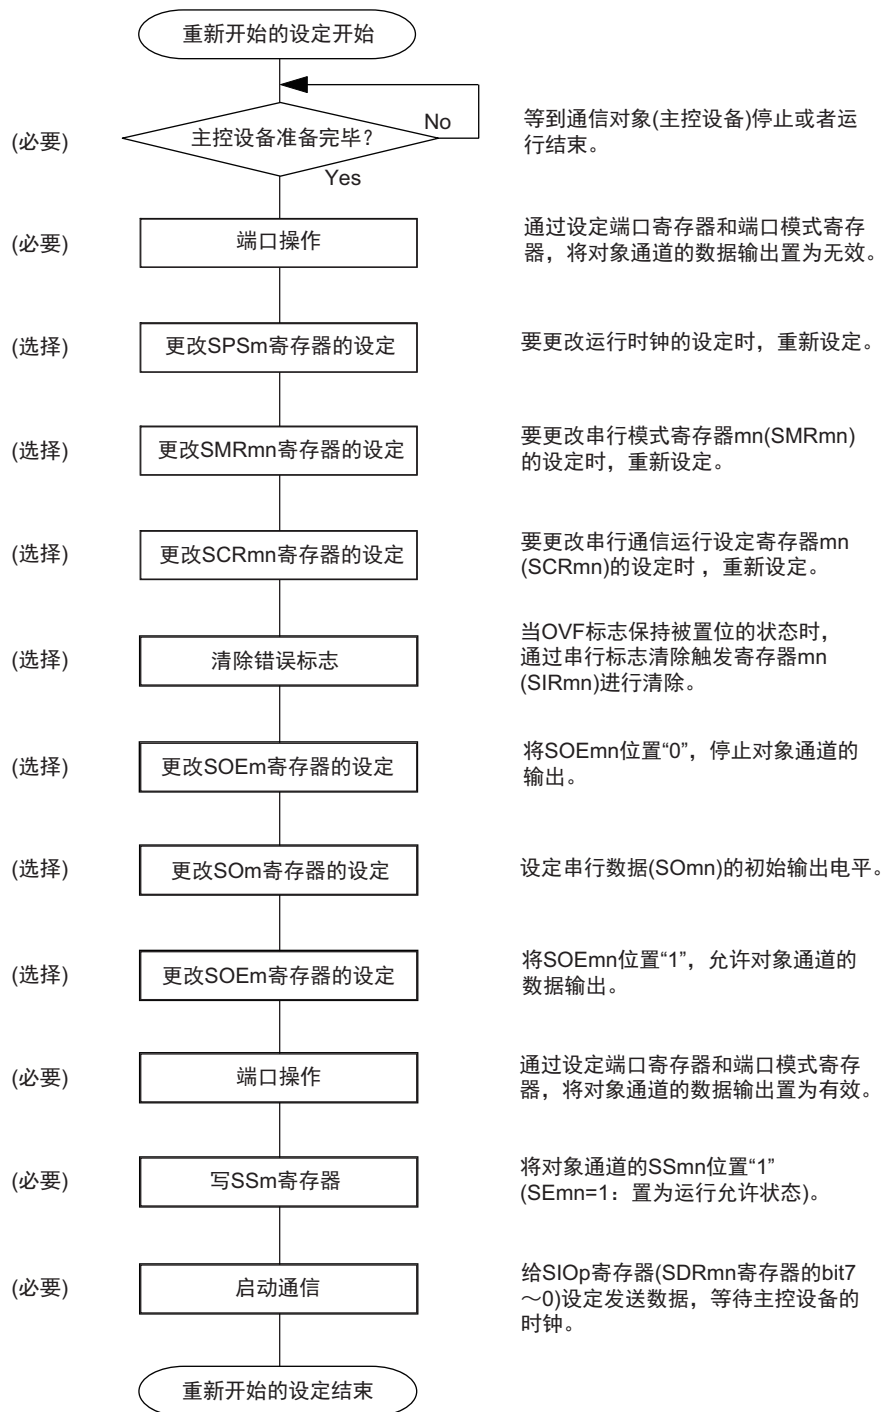 重新开始的设定开始
(必要)
主控设备准备完毕？
No
Yes
等到通信对象(主控设备)停止或者运
行结束。
(必要)
端口操作
通过设定端口寄存器和端口模式寄存
器，将对象通道的数据输出置为无效。
(选择)
更改SPSm寄存器的设定
要更改运行时钟的设定时，重新设定。
(选择)
更改SMRmn寄存器的设定
要更改串行模式寄存器mn(SMRmn)
的设定时，重新设定。
(选择)
更改SCRmn寄存器的设定
要更改串行通信运行设定寄存器mn
(SCRmn)的设定时，重新设定。
(选择)
清除错误标志
当OVF标志保持被置位的状态时，
通过串行标志清除触发寄存器mn
(SIRmn)进行清除。
(选择)
更改SOEm寄存器的设定
将SOEmn位置“0”，停止对象通道的
输出。
(选择)
更改SOm寄存器的设定
设定串行数据(SOmn)的初始输出电平。
(选择)
更改SOEm寄存器的设定
将SOEmn位置“1”，允许对象通道的
数据输出。
(必要)
端口操作
通过设定端口寄存器和端口模式寄存
器，将对象通道的数据输出置为有效。
(必要)
写SSm寄存器
将对象通道的SSmn位置“1”
(SEmn=1：置为运行允许状态)。
(必要)
启动通信
给SIOp寄存器(SDRmn寄存器的bit7
～0)设定发送数据，等待主控设备的
时钟。
重新开始的设定结束